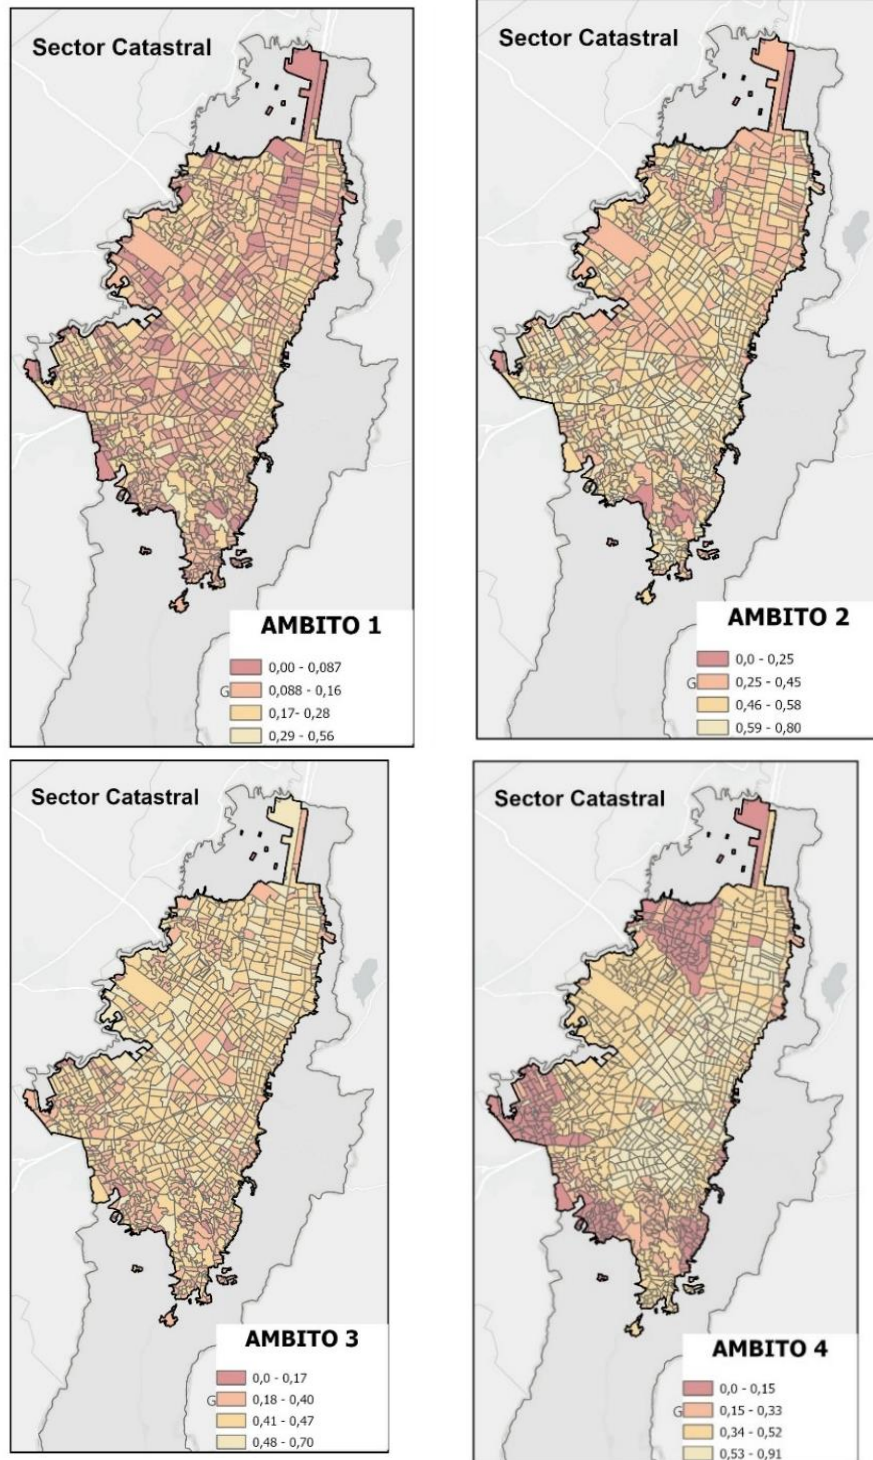 Sector Catastral
AMBITO 1
0,00 - 0,087
G 0,088 - 0,16
0,17- 0,28
0,29 - 0,56
Sector Catastral
AMBITO 2
0,0 - 0,25
G 0,25 - 0,45
0,46 - 0,58
0,59 - 0,80
Sector Catastral
AMBITO 3
0,0 - 0,17
G 0,18 - 0,40
0,41 - 0,47
0,48 - 0,70
Sector Catastral
AMBITO 4
0,0 - 0,15
G 0,15 - 0,33
0,34 - 0,52
0,53 - 0,91